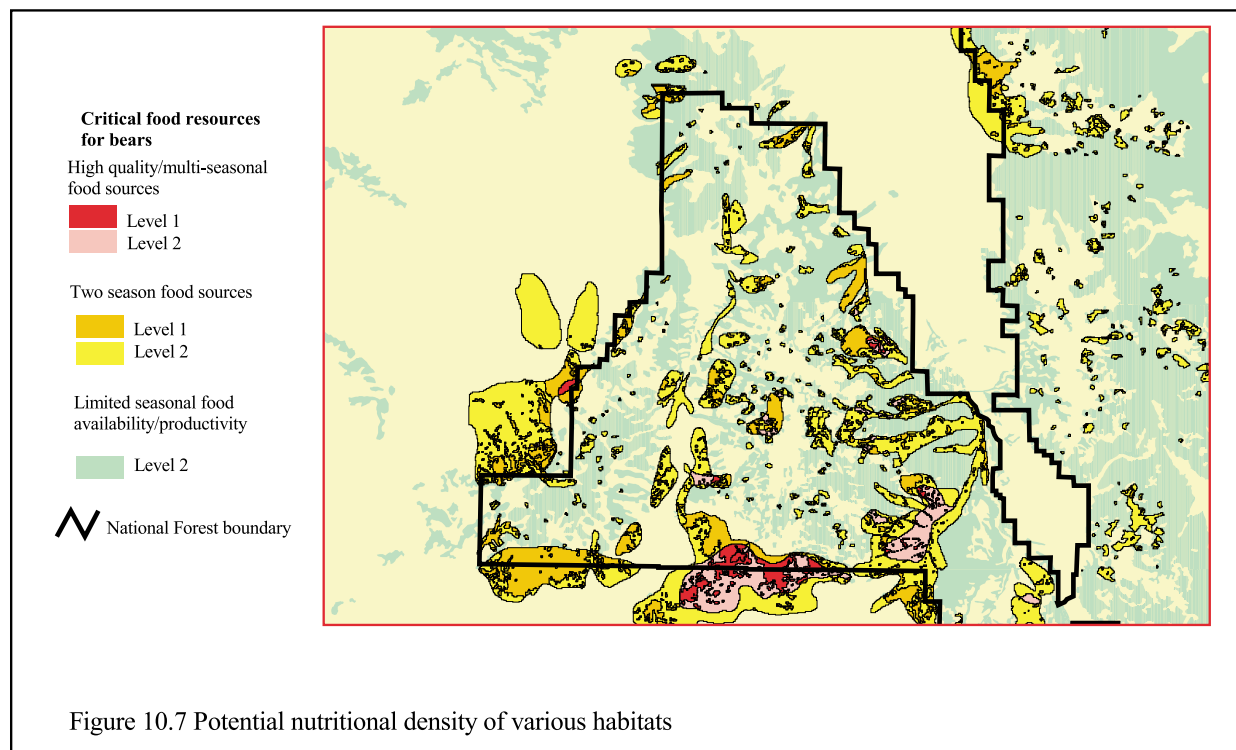 Critical food resources
for bears
High quality/multi-seasonal
food sources
Level 1
Level 2
Two season food sources
Level 1
Level 2
Limited seasonal food
availability/productivity
Level 2
National Forest boundary
Figure 10.7 Potential nutritional density of various habitats